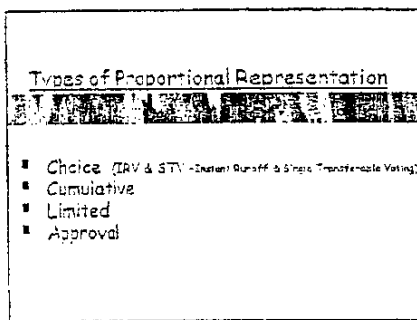 Types of Proportional Representation
▪ Choice (IRV & STV -Instant Runoff & Single Transferable Voting)
▪ Cumulative
▪ Limited
▪ Approval